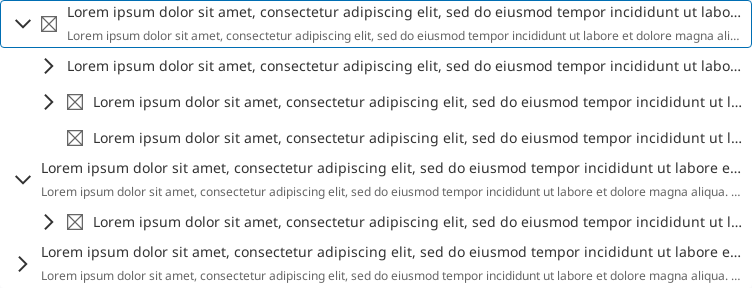 Lorem ipsum dolor sit amet, consectetur adipiscing elit, sed do eiusmod tempor incididunt ut labo...
Lorem ipsum dolor sit amet, consectetur adipiscing elit, sed do eiusmod tempor incididunt ut labore et dolore magna ali...
Lorem ipsum dolor sit amet, consectetur adipiscing elit, sed do eiusmod tempor incididunt ut labo...
Lorem ipsum dolor sit amet, consectetur adipiscing elit, sed do eiusmod tempor incididunt ut l...
Lorem ipsum dolor sit amet, consectetur adipiscing elit, sed do eiusmod tempor incididunt ut l...
Lorem ipsum dolor sit amet, consectetur adipiscing elit, sed do eiusmod tempor incididunt ut labore e...
Lorem ipsum dolor sit amet, consectetur adipiscing elit, sed do eiusmod tempor incididunt ut labore et dolore magna aliqua. ...
Lorem ipsum dolor sit amet, consectetur adipiscing elit, sed do eiusmod tempor incididunt ut l...
Lorem ipsum dolor sit amet, consectetur adipiscing elit, sed do eiusmod tempor incididunt ut labore e...
Lorem ipsum dolor sit amet, consectetur adipiscing elit, sed do eiusmod tempor incididunt ut labore et dolore magna aliqua. ...